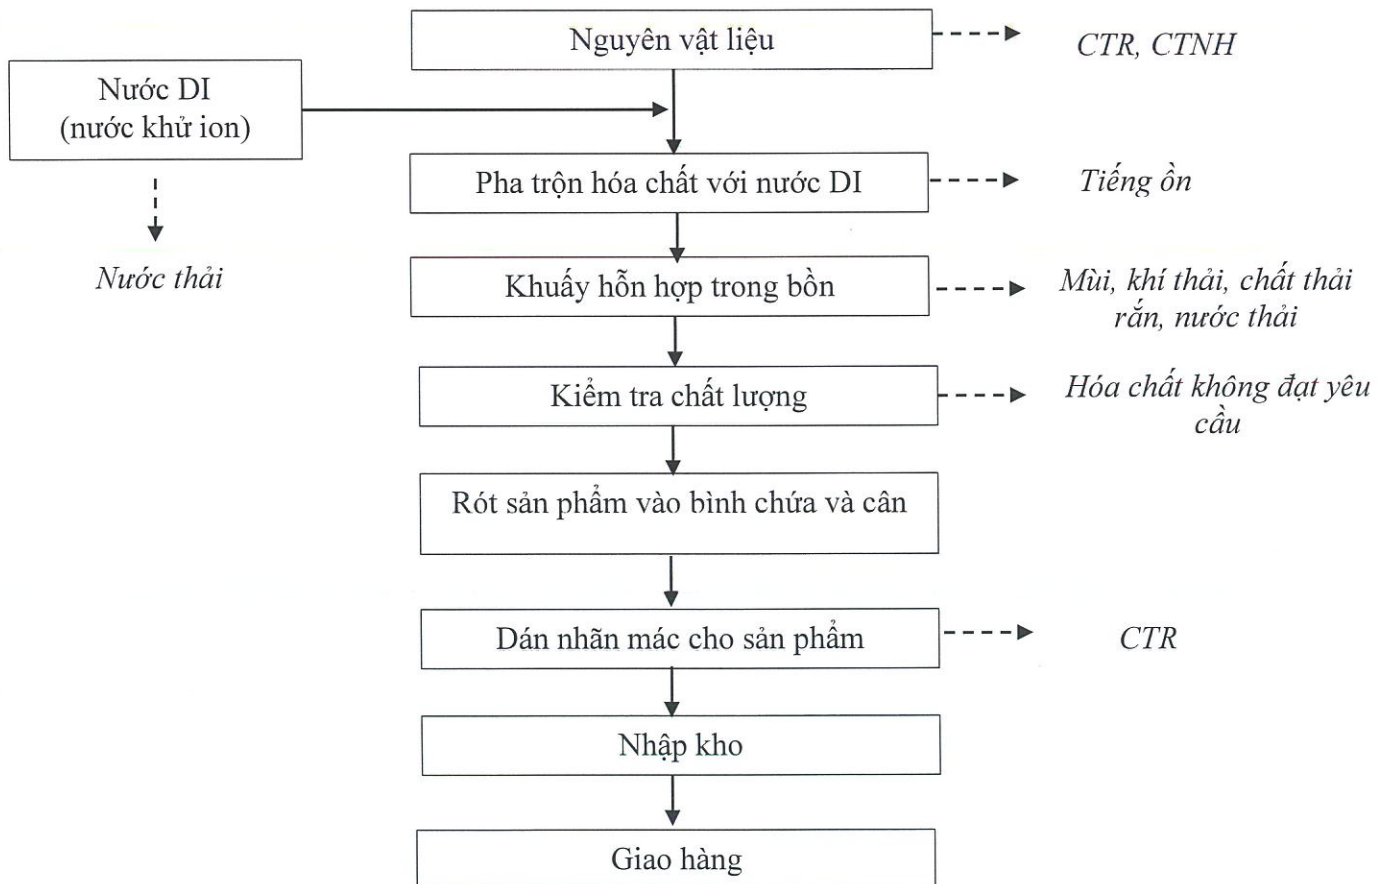 Nguyên vật liệu
CTR, CTNH
Nước DI
(nước khử ion)
Pha trộn hóa chất với nước DI
Tiếng ồn
Nước thải
Khuấy hỗn hợp trong bồn
Mùi, khí thải, chất thải
rắn, nước thải
Kiểm tra chất lượng
Hóa chất không đạt yêu
cầu
Rót sản phẩm vào bình chứa và cân
Dán nhãn mác cho sản phẩm
CTR
Nhập kho
Giao hàng